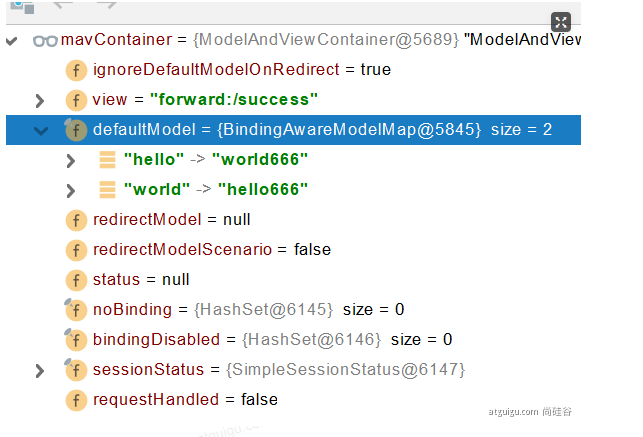 mavContainer = {ModelAndViewContainer@5689} "ModelAndView
ignoreDefaultModelOnRedirect = true
view = "forward:/success"
defaultModel = {BindingAwareModelMap@5845} size = 2
"hello" -> "world666"
"world" -> "hello666"
redirectModel = null
redirectModelScenario = false
status = null
noBinding = {HashSet@6145} size = 0
bindingDisabled = {HashSet@6146} size = 0
sessionStatus = {SimpleSessionStatus@6147}
requestHandled = false
atguigu.com 尚硅谷
atguigu.com